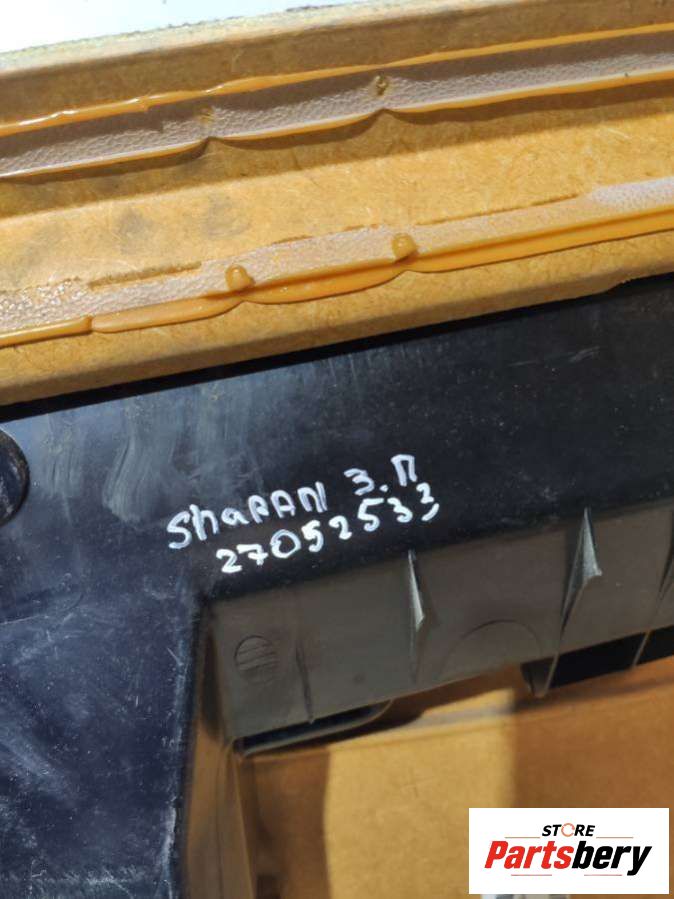 Sharan 3.П
27052533
STORE
Partsbery